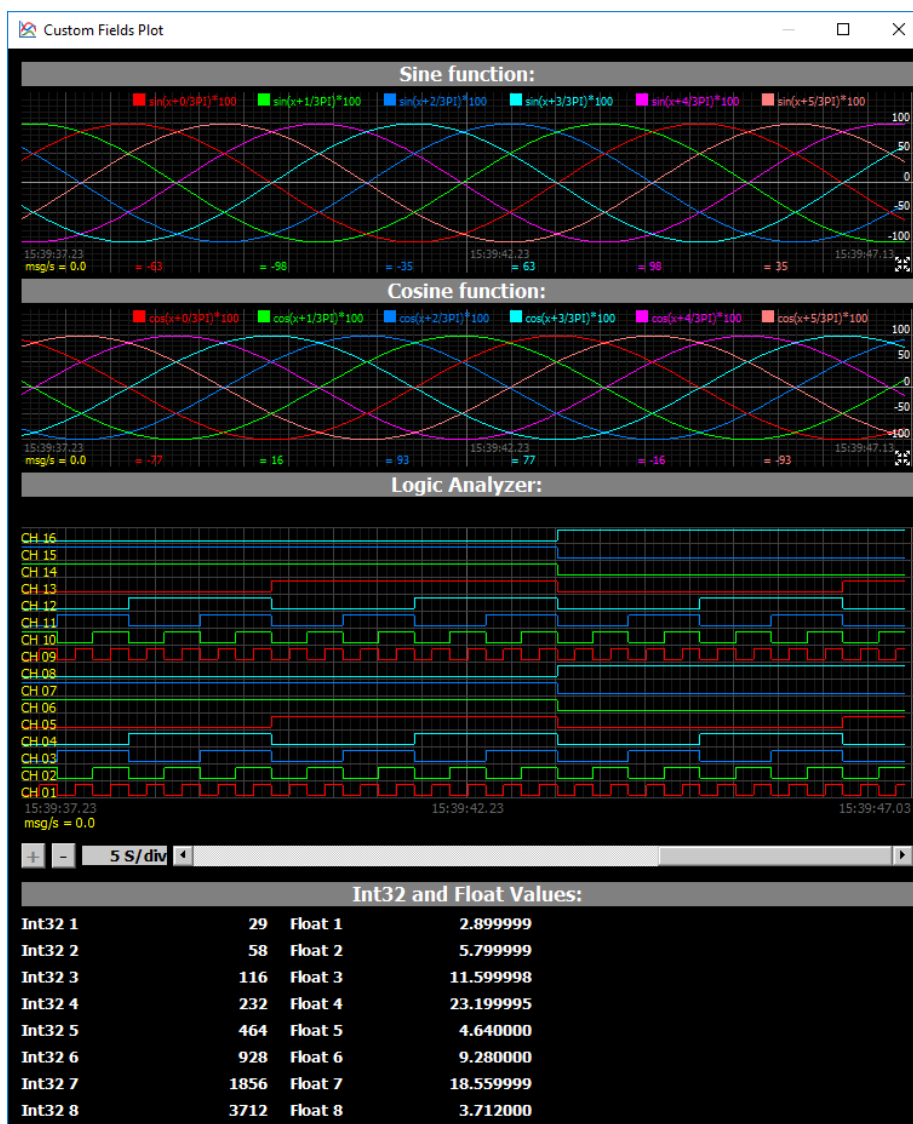 Custom Fields Plot
Sine function:
sin(x+0/3PI)*100 sin(x+1/3PI)*100 sin(x+2/3PI)*100 sin(x+3/3PI)*100 sin(x+4/3PI)*100 sin(x+5/3PI)*100
100
50
0
-50
-100
15:39:37.23 15:39:42.23 15:39:47.13
msg/s = 0.0 = -63 = -98 = -35 = 63 = 98 = 35
Cosine function:
cos(x+0/3PI)*100 cos(x+1/3PI)*100 cos(x+2/3PI)*100 cos(x+3/3PI)*100 cos(x+4/3PI)*100 cos(x+5/3PI)*100
100
50
0
-50
-100
15:39:37.23 15:39:42.23 15:39:47.13
msg/s = 0.0 = -77 = 16 = 93 = 77 = -16 = -93
Logic Analyzer:
CH 16
CH 15
CH 14
CH 13
CH 12
CH 11
CH 10
CH 09
CH 08
CH 07
CH 06
CH 05
CH 04
CH 03
CH 02
CH 01
15:39:37.23 15:39:42.23 15:39:47.03
msg/s = 0.0
+ - 5 S/div
Int32 and Float Values:
Int32 1 29 Float 1 2.899999
Int32 2 58 Float 2 5.799999
Int32 3 116 Float 3 11.599998
Int32 4 232 Float 4 23.199995
Int32 5 464 Float 5 4.640000
Int32 6 928 Float 6 9.280000
Int32 7 1856 Float 7 18.559999
Int32 8 3712 Float 8 3.712000